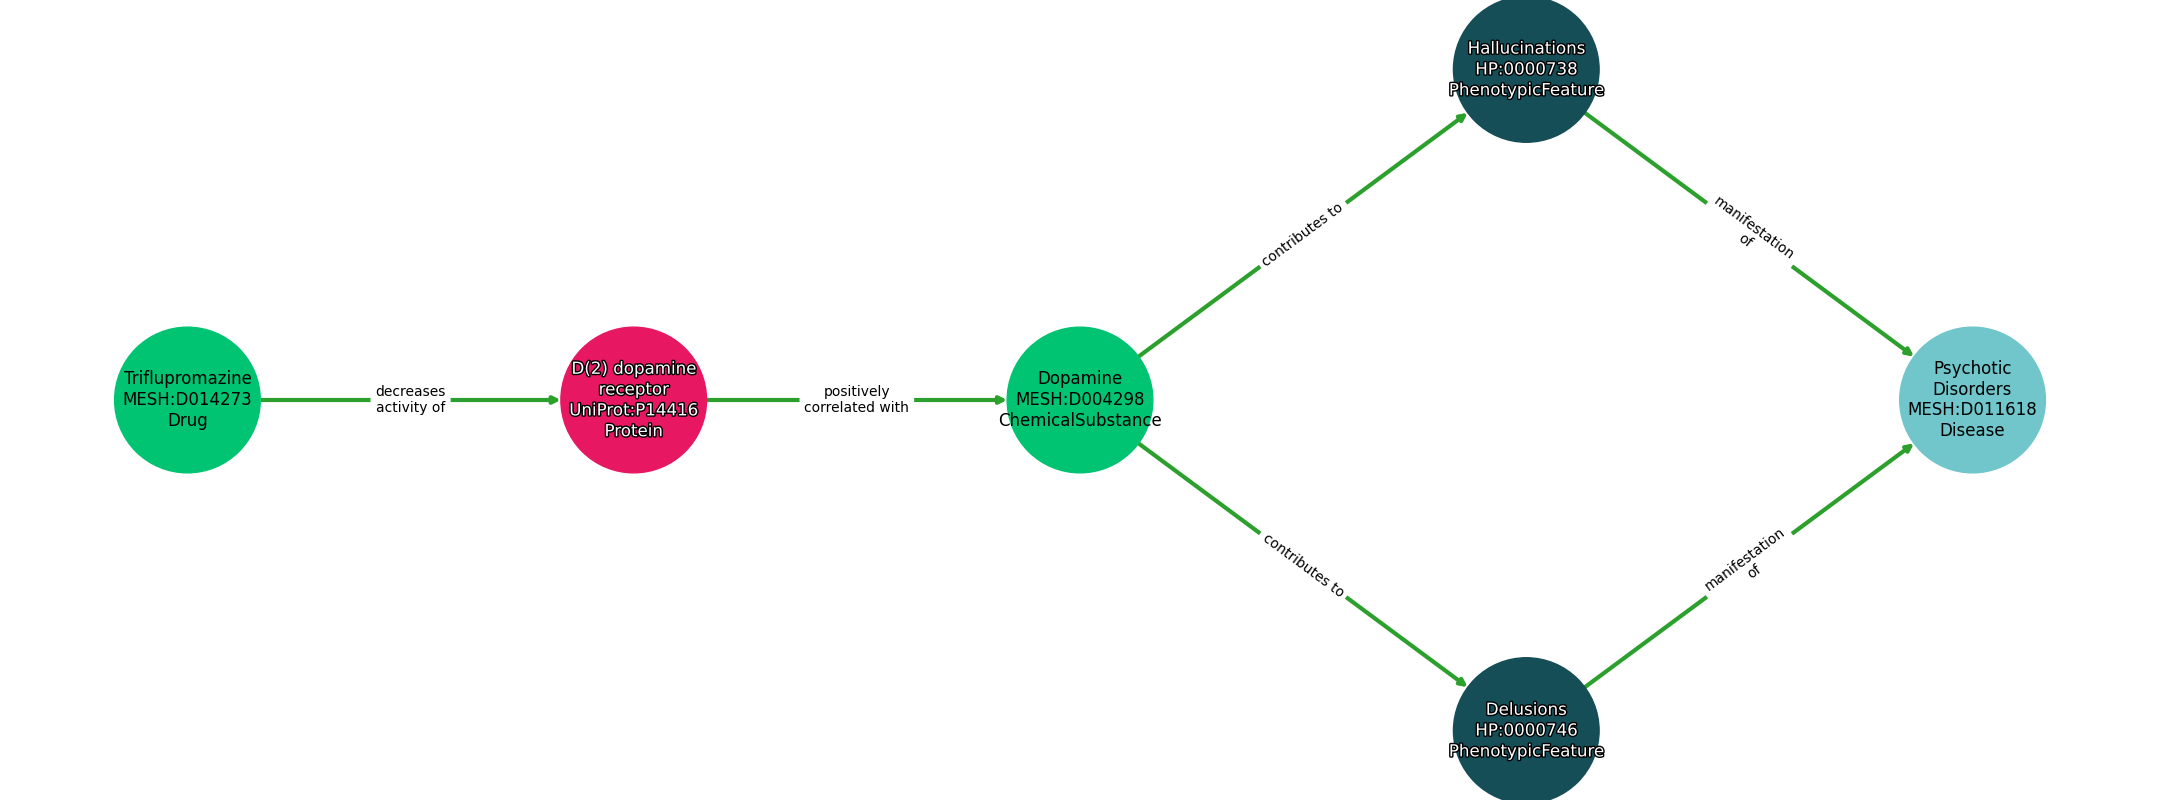 Hallucinations
HP:0000738
PhenotypicFeature
contributes to
manifestation
of
Triflupromazine
MESH:D014273
Drug
decreases
activity of
D(2) dopamine
receptor
UniProt:P14416
Protein
positively
correlated with
Dopamine
MESH:D004298
ChemicalSubstance
Psychotic
Disorders
MESH:D011618
Disease
contributes to
manifestation
of
Delusions
HP:0000746
PhenotypicFeature